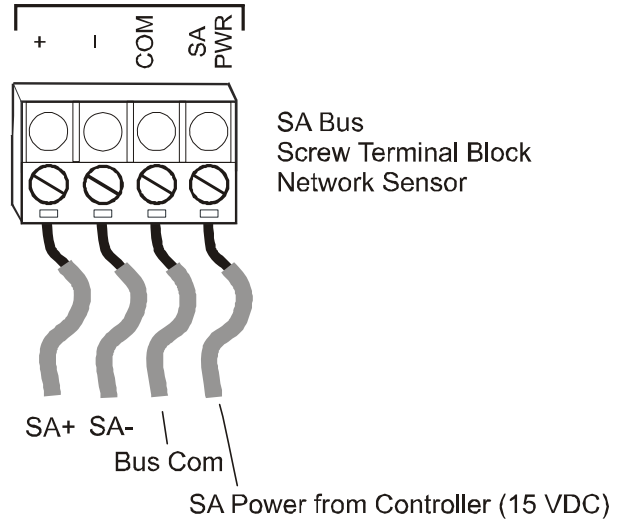 + – COM SA PWR
SA Bus
Screw Terminal Block
Network Sensor
SA+ SA-
Bus Com
SA Power from Controller (15 VDC)